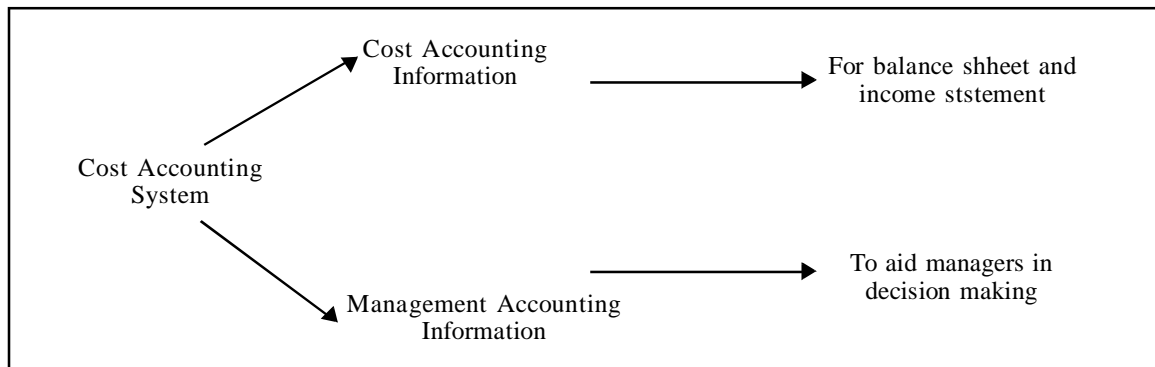 Cost Accounting
Information
For balance shheet and
income ststement
Cost Accounting
System
Management Accounting
Information
To aid managers in
decision making